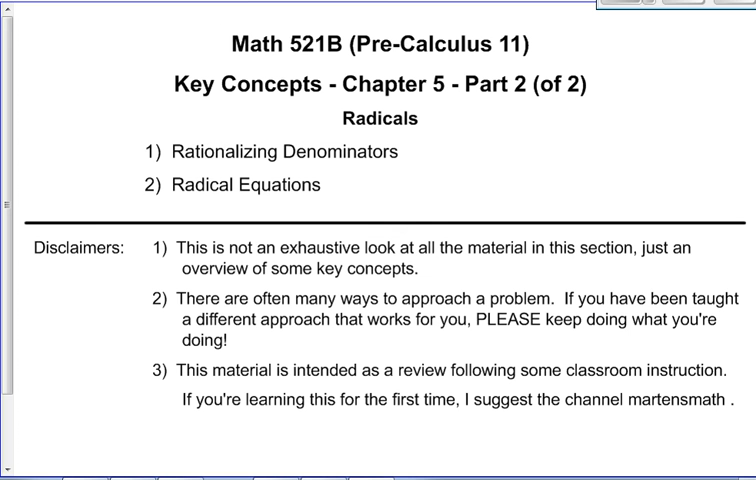 Math 521B (Pre-Calculus 11)
Key Concepts - Chapter 5 - Part 2 (of 2)
Radicals
1) Rationalizing Denominators
2) Radical Equations
Disclaimers: 1) This is not an exhaustive look at all the material in this section, just an
overview of some key concepts.
2) There are often many ways to approach a problem. If you have been taught
a different approach that works for you, PLEASE keep doing what you're
doing!
3) This material is intended as a review following some classroom instruction.
If you're learning this for the first time, I suggest the channel martensmath .